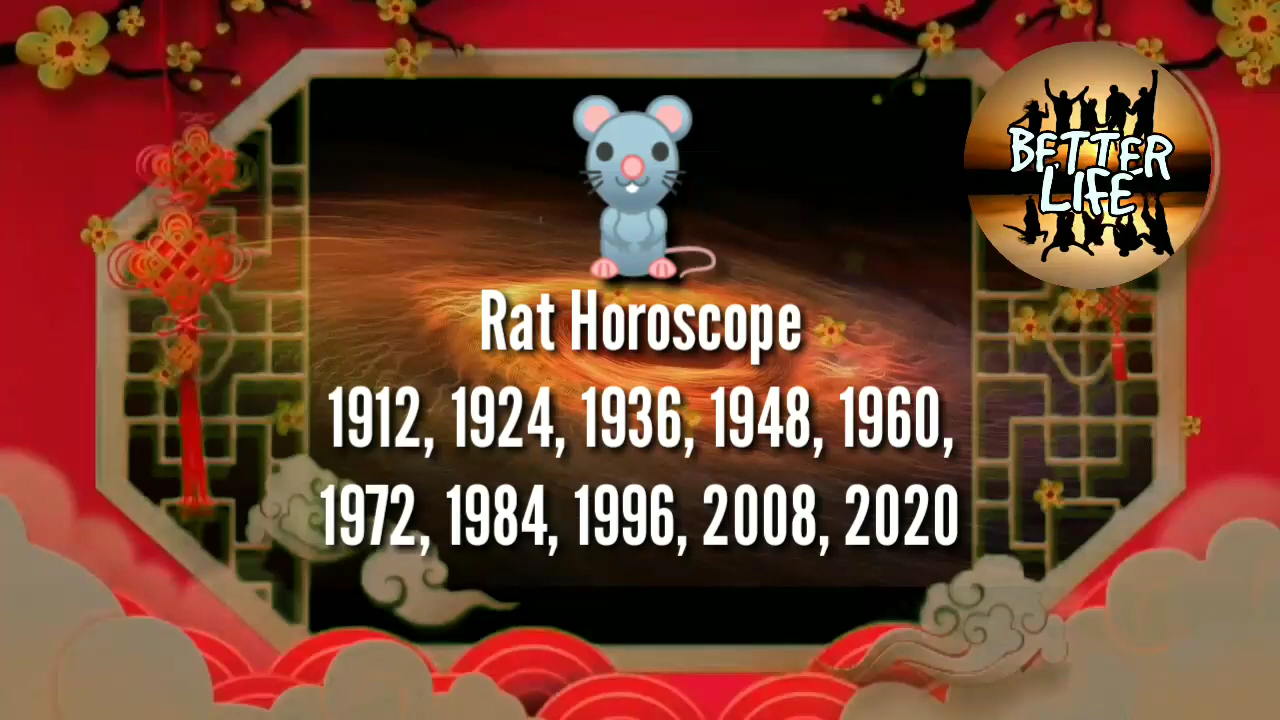 BETTER
LIFE
Rat Horoscope
1912, 1924, 1936, 1948, 1960,
1972, 1984, 1996, 2008, 2020